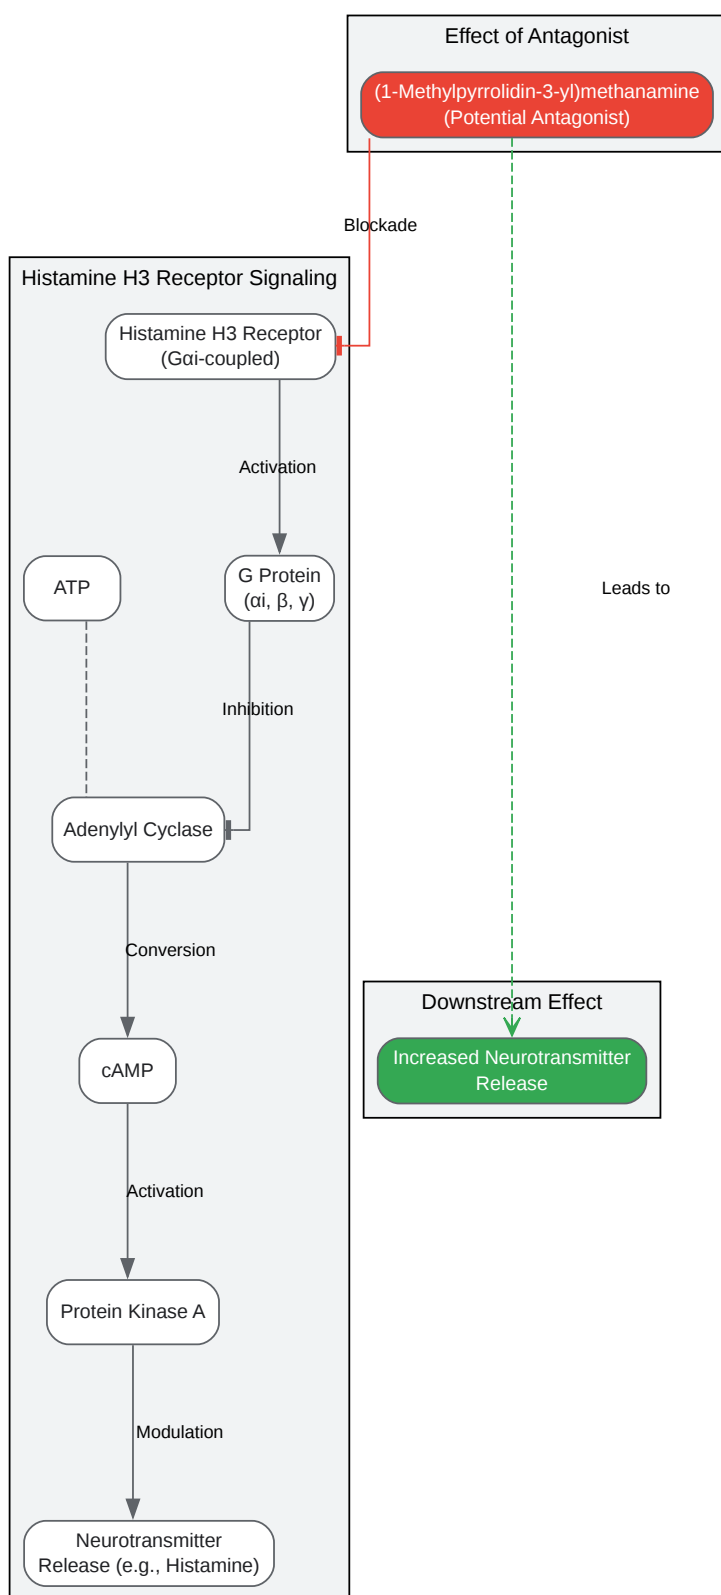 Effect of Antagonist
(1-Methylpyrrolidin-3-yl)methanamine
(Potential Antagonist)
Blockade
Histamine H3 Receptor Signaling
Histamine H3 Receptor
(Gαi-coupled)
Activation
ATP
G Protein
(αi, β, γ)
Leads to
Inhibition
Adenylyl Cyclase
Conversion
Downstream Effect
Increased Neurotransmitter
Release
cAMP
Activation
Protein Kinase A
Modulation
Neurotransmitter
Release (e.g., Histamine)